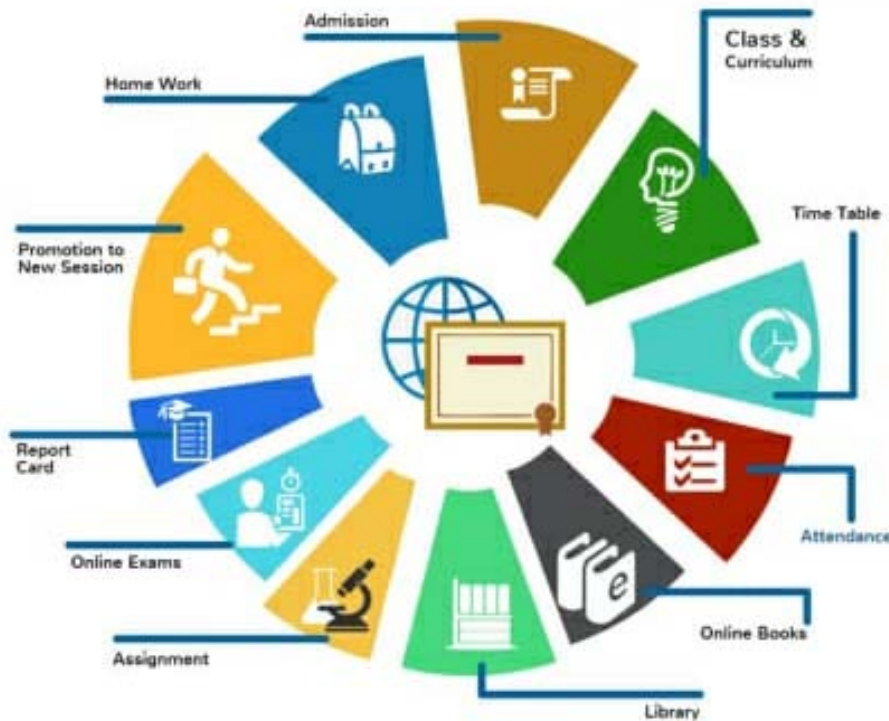 Admission
Class &
Curriculum
Home Work
Time Table
Promotion to
New Session
Report
Card
Attendance
Online Exams
Online Books
Assignment
Library
e